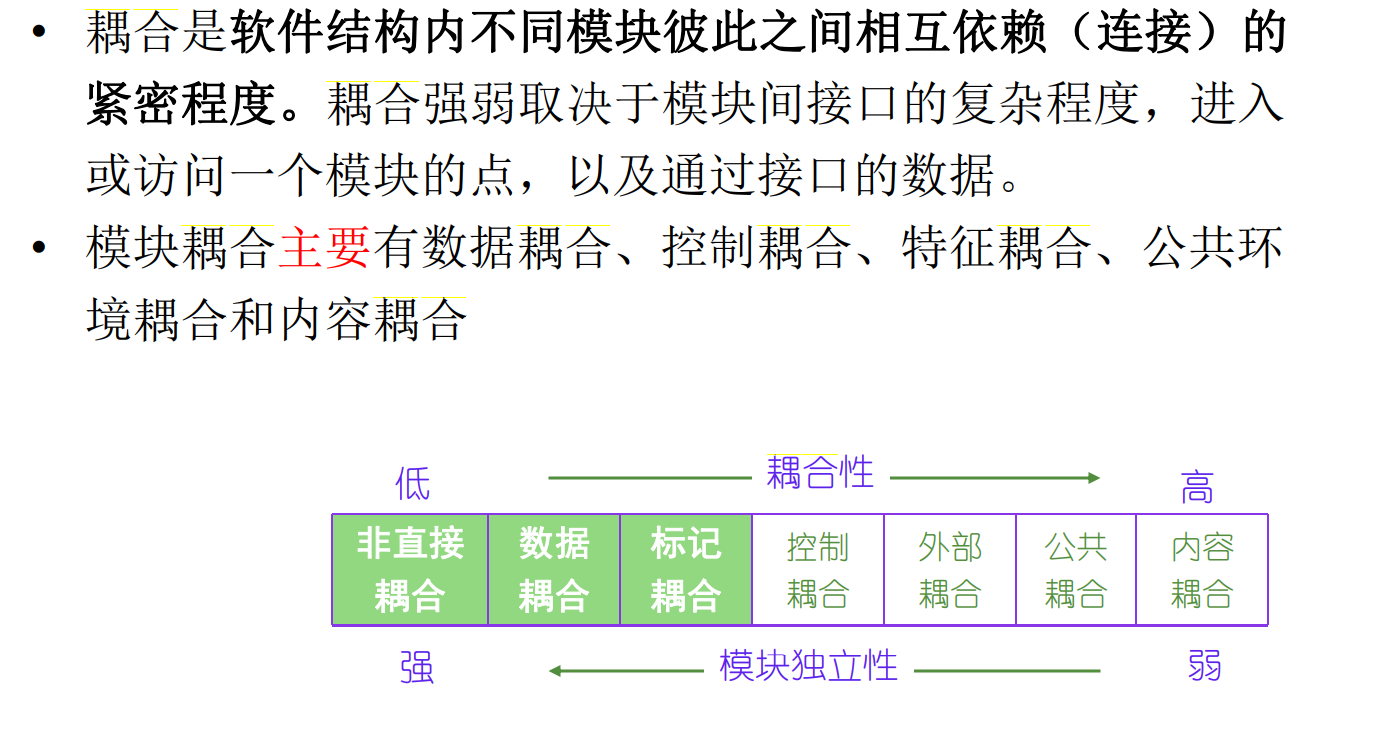 • 耦合是软件结构内不同模块彼此之间相互依赖（连接）的
紧密程度。耦合强弱取决于模块间接口的复杂程度，进入
或访问一个模块的点，以及通过接口的数据。
• 模块耦合主要有数据耦合、控制耦合、特征耦合、公共环
境耦合和内容耦合
低 耦合性 高
非直接 数据 标记 控制 外部 公共 内容
耦合 耦合 耦合 耦合 耦合 耦合 耦合
强 模块独立性 弱